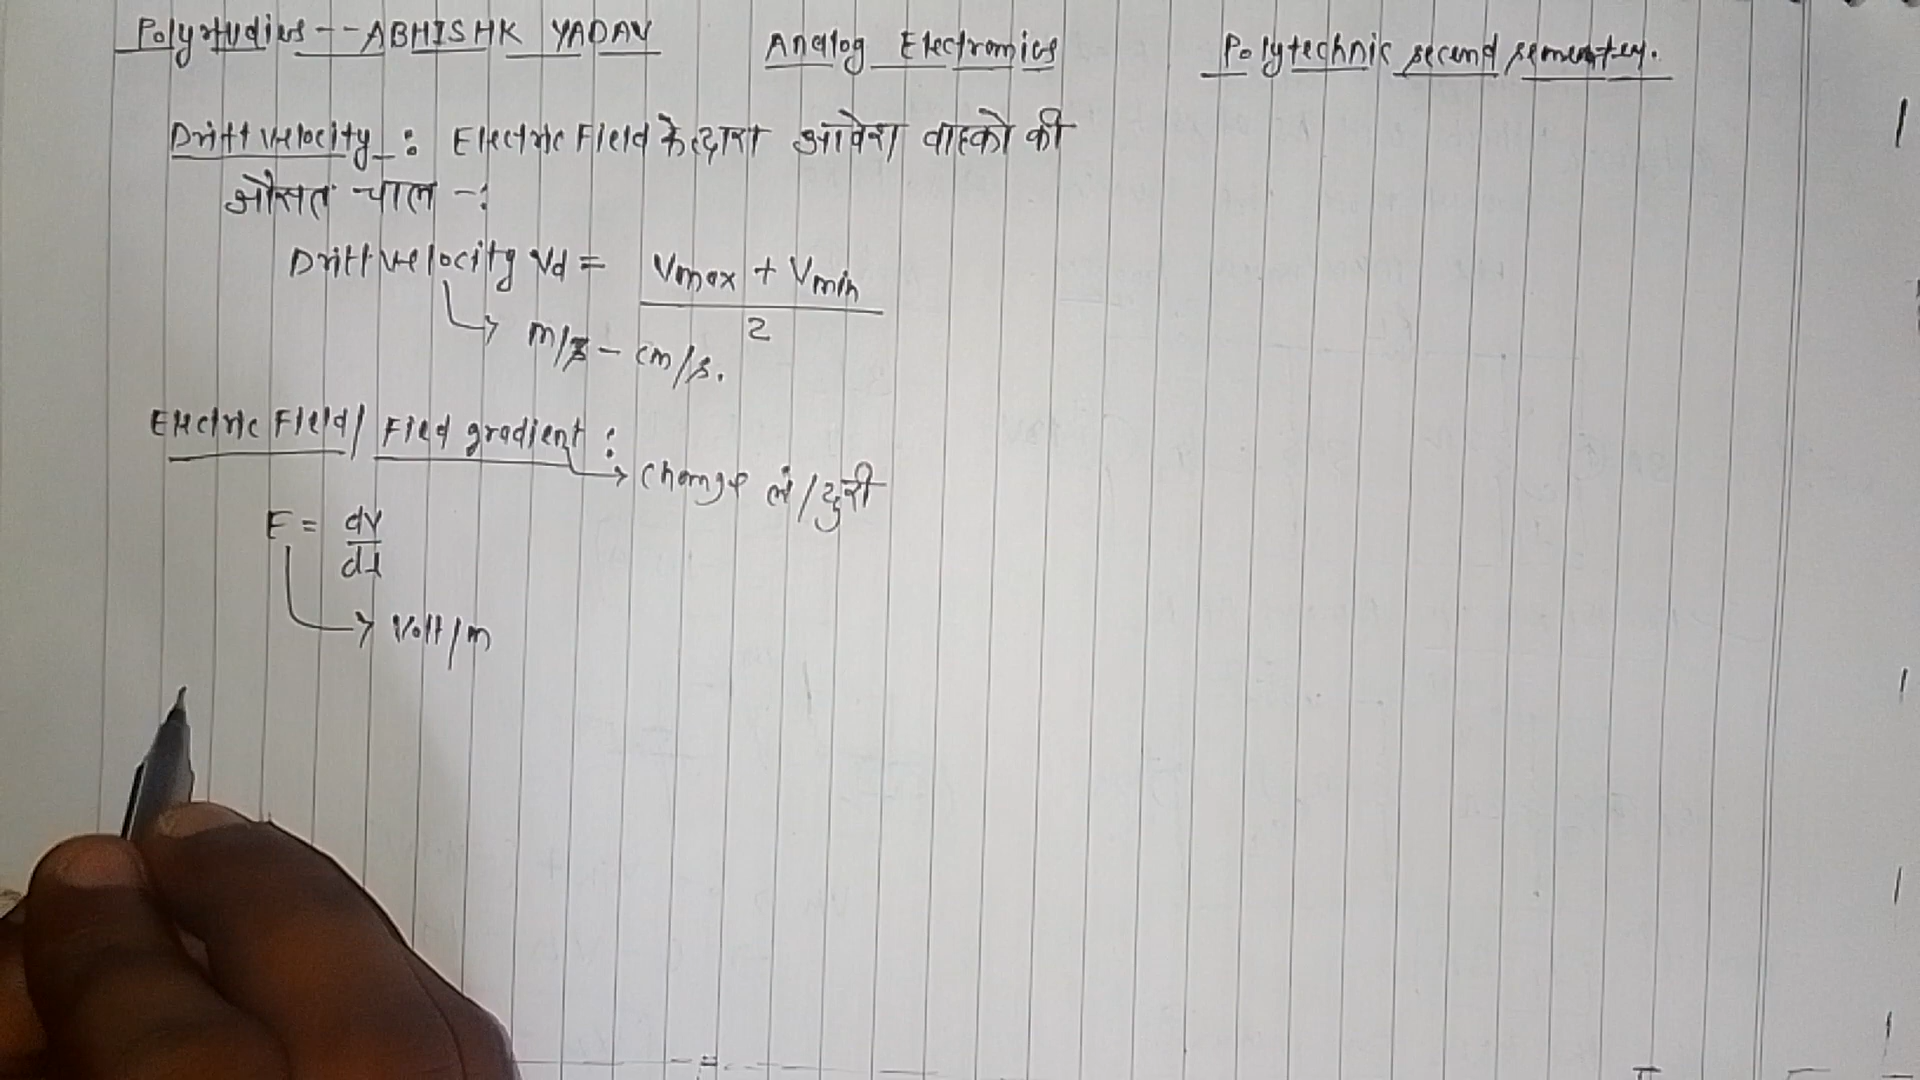 Polystudies -- ABHISHK YADAV Analog Electronics Polytechnic second semester.
Drift velocity : Electric Field के द्वारा आवेश वाहको की
औसत चाल -:
Drift velocity Vd = Vmax + Vmin
2
m/s - cm/s.
Electric Field / Field gradient :
change में / दुरी
E = dv
dl
Volt/m